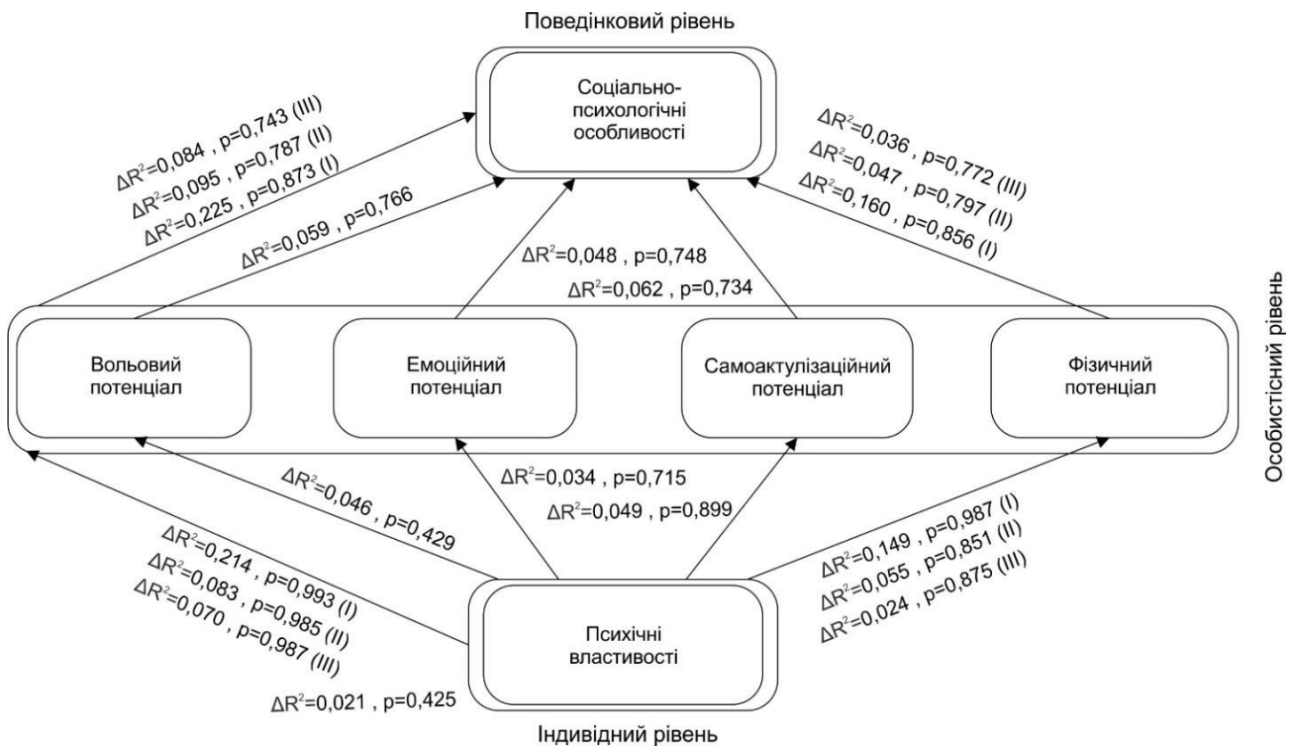 Поведінковий рівень
Соціально-
психологічні
особливості
ΔR²=0,084 , p=0,743 (III)
ΔR²=0,095 , p=0,787 (II)
ΔR²=0,225 , p=0,873 (I)
ΔR²=0,059 , p=0,766
ΔR²=0,048 , p=0,748
ΔR²=0,062 , p=0,734
ΔR²=0,036 , p=0,772 (III)
ΔR²=0,047 , p=0,797 (II)
ΔR²=0,160 , p=0,856 (I)
Вольовий
потенціал
Емоційний
потенціал
Самоактулізаційний
потенціал
Фізичний
потенціал
Особистісний рівень
ΔR²=0,046 , p=0,429
ΔR²=0,214 , p=0,993 (I)
ΔR²=0,083 , p=0,985 (II)
ΔR²=0,070 , p=0,987 (III)
ΔR²=0,034 , p=0,715
ΔR²=0,049 , p=0,899
ΔR²=0,149 , p=0,987 (I)
ΔR²=0,055 , p=0,851 (II)
ΔR²=0,024 , p=0,875 (III)
Психічні
властивості
ΔR²=0,021 , p=0,425
Індивідний рівень